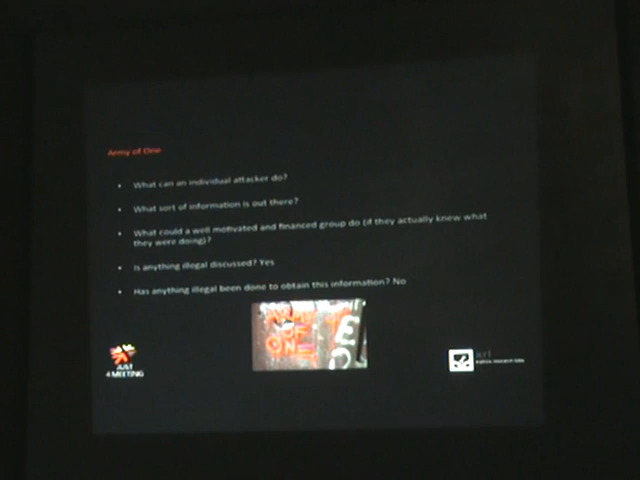 Army of One
• What can an individual attacker do?
• What sort of information is out there?
• What could a well motivated and financed group do (if they actually knew what
they were doing)?
• Is anything illegal discussed? Yes
• Has anything illegal been done to obtain this information? No
ARMY
OF
ONE
JUST
4 MEETING